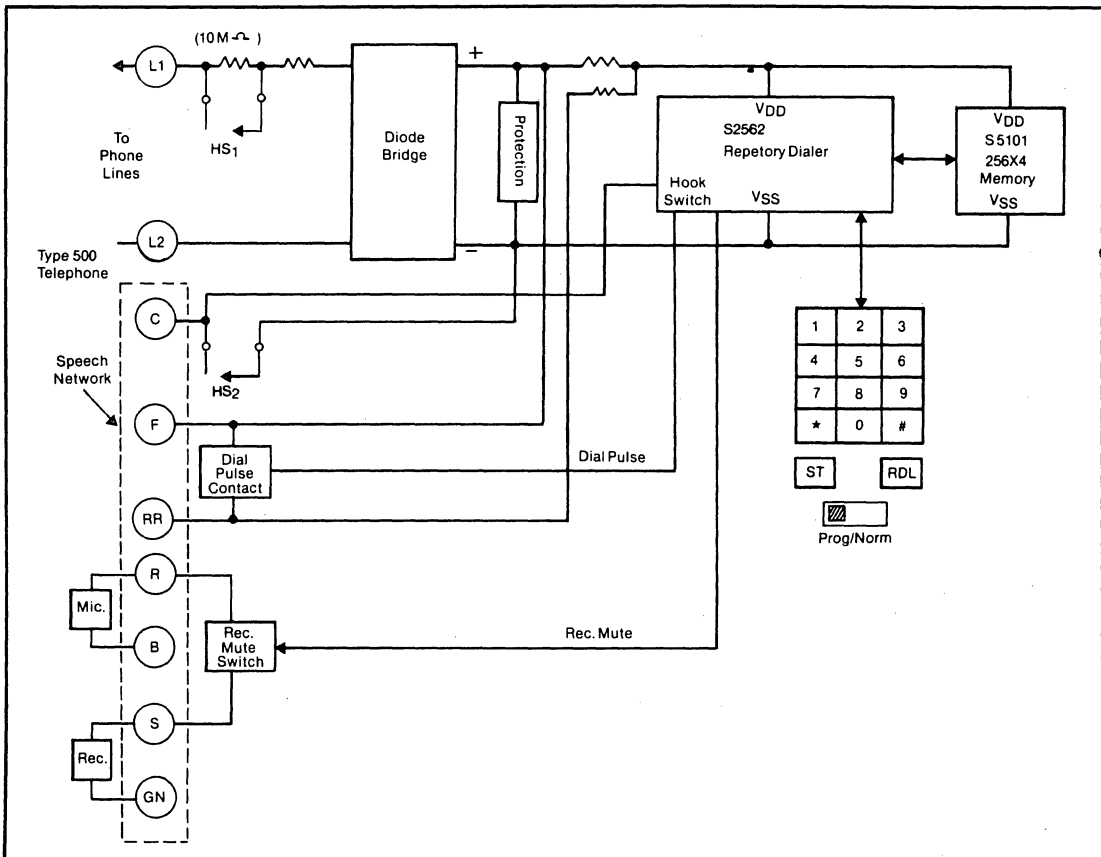 (10M Ω)
L1
+
To
Phone
Lines
HS1
Diode
Bridge
Protection
VDD
S2562
Repetory Dialer
Hook
Switch
VSS
VDD
S5101
256X4
Memory
VSS
L2
−
Type 500
Telephone
C
HS2
Speech
Network
F
Dial
Pulse
Contact
Dial Pulse
RR
1 2 3
4 5 6
7 8 9
* 0 #
ST RDL
Prog/Norm
R
Mic.
B
Rec.
Mute
Switch
Rec. Mute
S
Rec.
GN